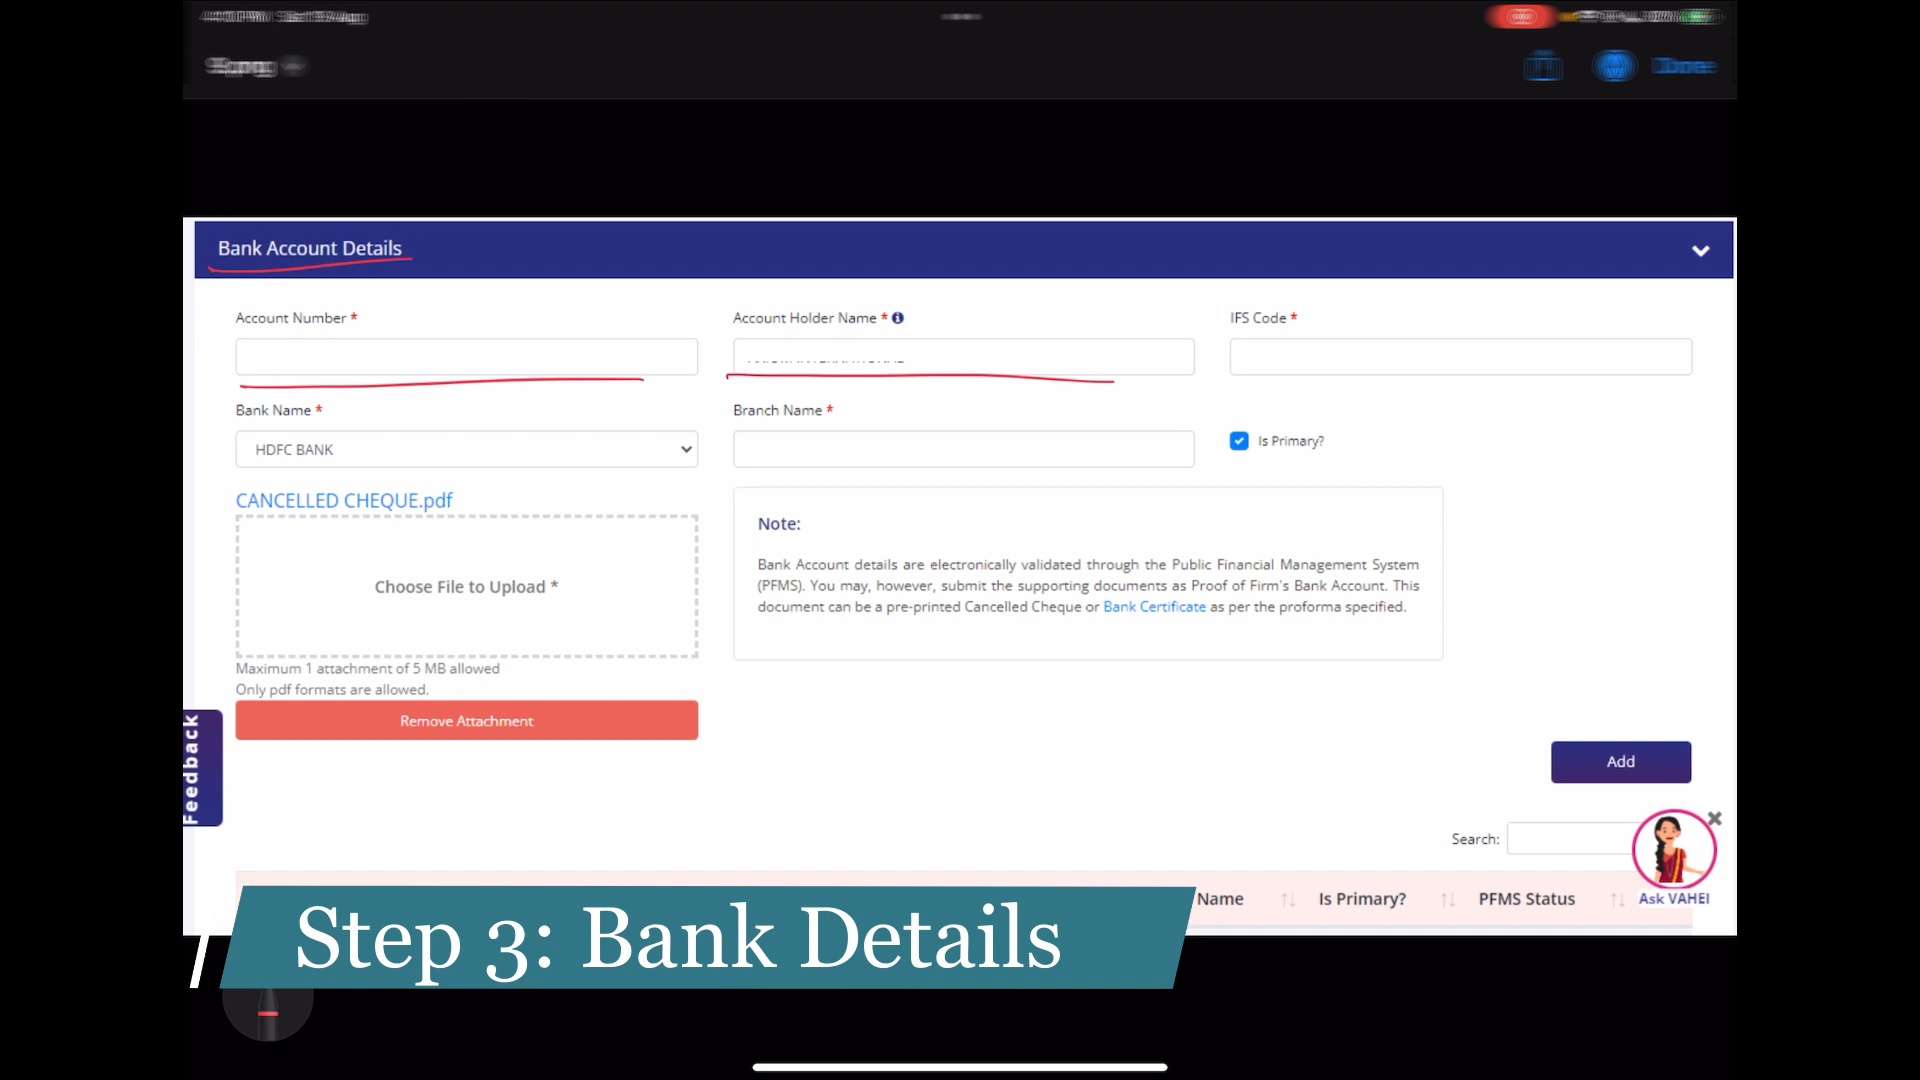 Bank Account Details
Account Number *
Account Holder Name *
IFS Code *
Bank Name *
Branch Name *
HDFC BANK
Is Primary?
CANCELLED CHEQUE.pdf
Choose File to Upload *
Maximum 1 attachment of 5 MB allowed
Only pdf formats are allowed.
Remove Attachment
Note:
Bank Account details are electronically validated through the Public Financial Management System
(PFMS). You may, however, submit the supporting documents as Proof of Firm's Bank Account. This
document can be a pre-printed Cancelled Cheque or Bank Certificate as per the proforma specified.
Feedback
Add
Search:
Name
Is Primary?
PFMS Status
Ask VAHEI
Step 3: Bank Details